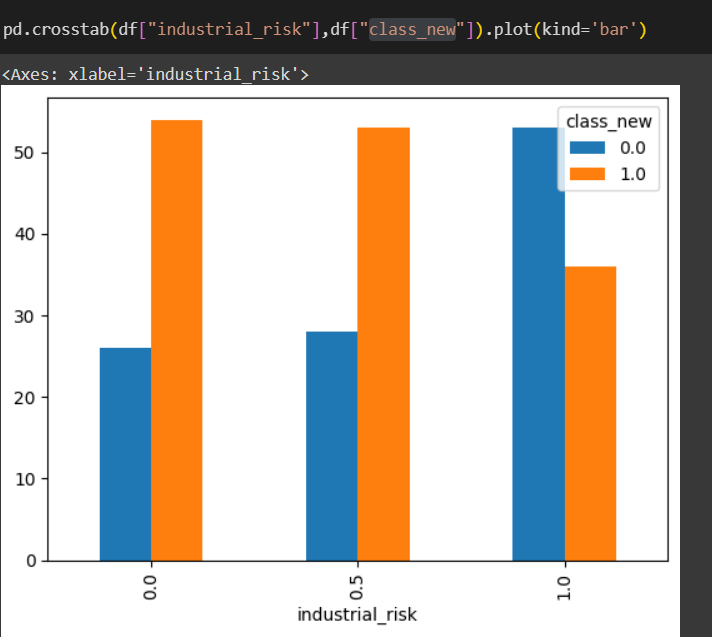 pd.crosstab(df["industrial_risk"],df["class_new"]).plot(kind='bar')
<Axes: xlabel='industrial_risk'>
class_new
0.0
1.0
50
40
30
20
10
0
0.0
0.5
1.0
industrial_risk